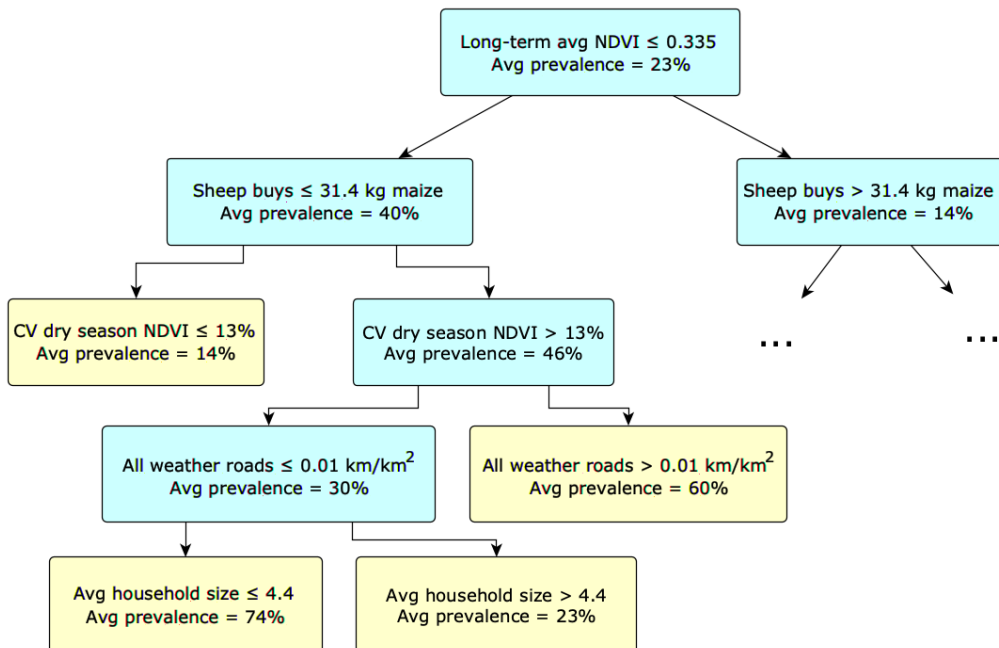 Long-term avg NDVI ≤ 0.335
Avg prevalence = 23%
Sheep buys ≤ 31.4 kg maize
Avg prevalence = 40%
Sheep buys > 31.4 kg maize
Avg prevalence = 14%
CV dry season NDVI ≤ 13%
Avg prevalence = 14%
CV dry season NDVI > 13%
Avg prevalence = 46%
...
...
All weather roads ≤ 0.01 km/km²
Avg prevalence = 30%
All weather roads > 0.01 km/km²
Avg prevalence = 60%
Avg household size ≤ 4.4
Avg prevalence = 74%
Avg household size > 4.4
Avg prevalence = 23%